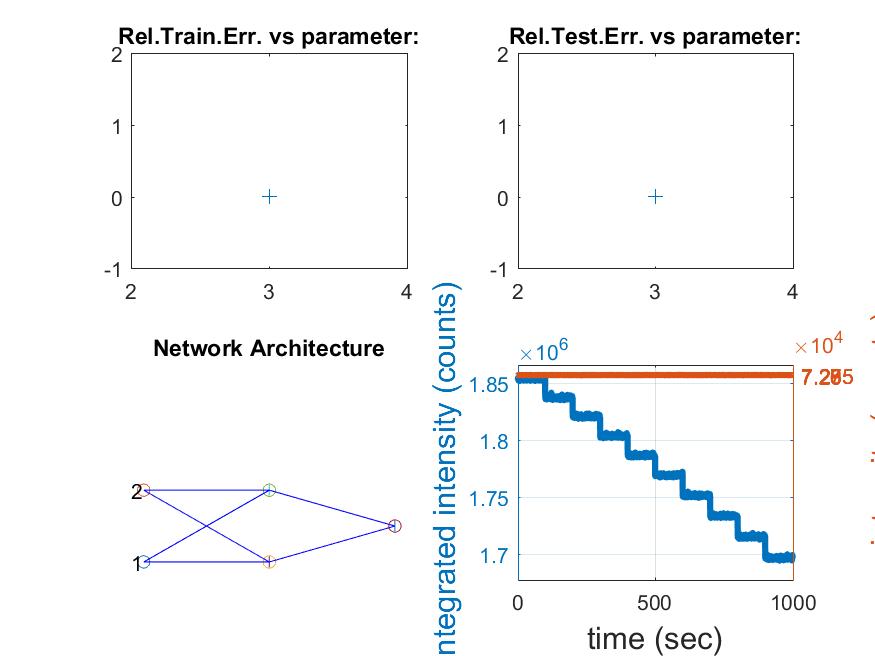 Rel.Train.Err. vs parameter:
2
1
0
-1
2 3 4
Rel.Test.Err. vs parameter:
2
1
0
-1
2 3 4
Network Architecture
2
1
ntegrated intensity (counts)
×10^6
×10^4
1.85
1.8
1.75
1.7
0 500 1000
time (sec)